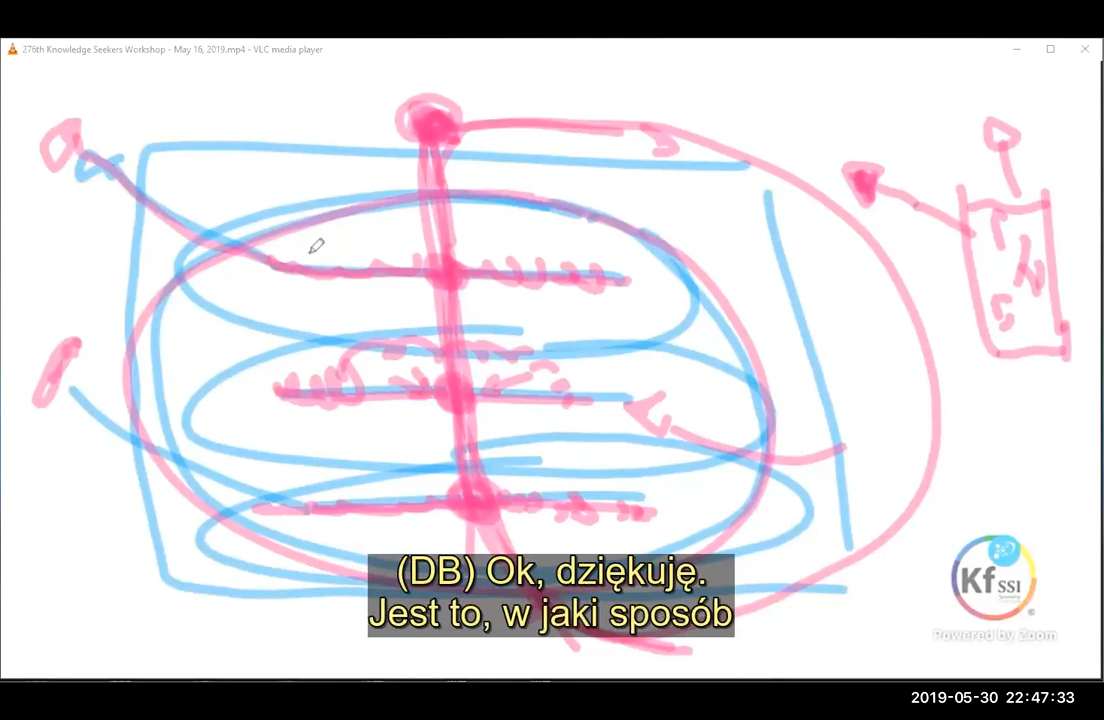 276th Knowledge Seekers Workshop - May 16, 2019.mp4 - VLC media player
(DB) Ok, dziękuję.
Jest to, w jaki sposób
Kf SSI
Powered by Zoom
2019-05-30 22:47:33